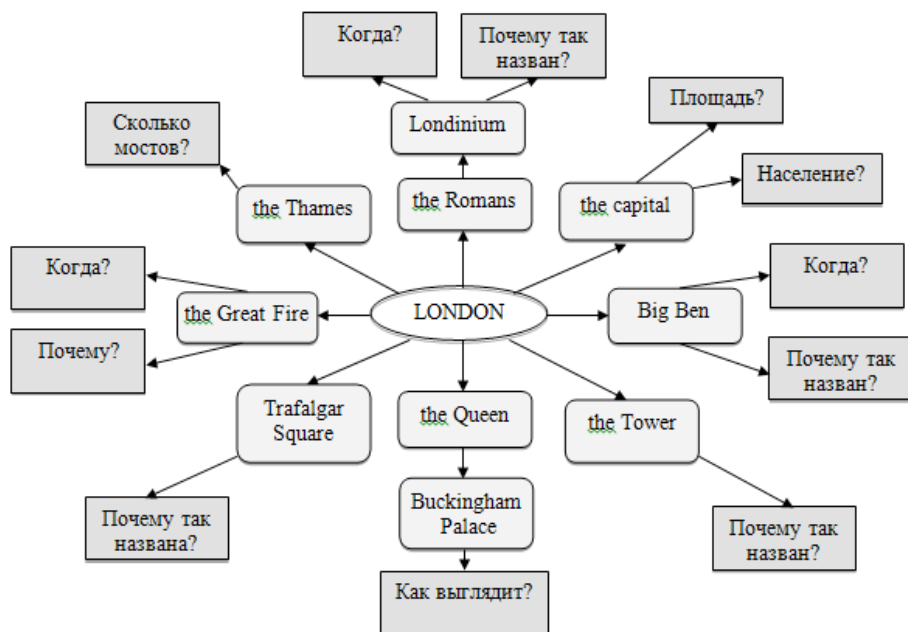 Когда?
Почему так
назван?
Londinium
Площадь?
Сколько
мостов?
the Thames
the Romans
the capital
Население?
Когда?
the Great Fire
LONDON
Big Ben
Когда?
Почему?
Почему так
назван?
Trafalgar
Square
the Queen
the Tower
Почему так
названа?
Buckingham
Palace
Почему так
назван?
Как выглядит?